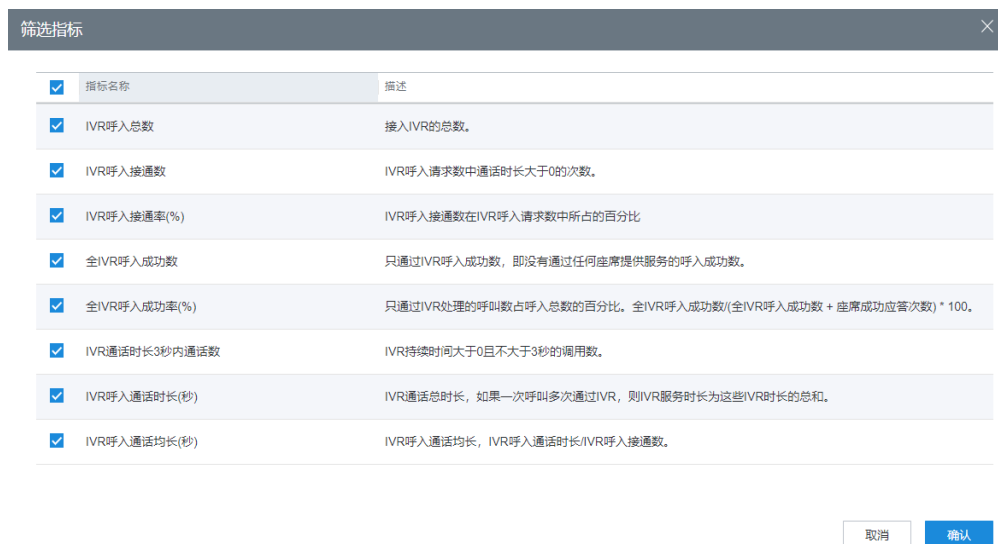 筛选指标
指标名称 描述
IVR呼入总数 接入IVR的总数。
IVR呼入接通数 IVR呼入请求数中通话时长大于0的次数。
IVR呼入接通率(%) IVR呼入接通数在IVR呼入请求数中所占的百分比
全IVR呼入成功数 只通过IVR呼入成功数，即没有通过任何座席提供服务的呼入成功数。
全IVR呼入成功率(%) 只通过IVR处理的呼叫数占呼入总数的百分比。全IVR呼入成功数/(全IVR呼入成功数 + 座席成功应答次数) * 100。
IVR通话时长3秒内通话数 IVR持续时间大于0且不大于3秒的调用数。
IVR呼入通话时长(秒) IVR通话总时长，如果一次呼叫多次通过IVR，则IVR服务时长为这些IVR时长的总和。
IVR呼入通话均长(秒) IVR呼入通话均长，IVR呼入通话时长/IVR呼入接通数。
取消 确认